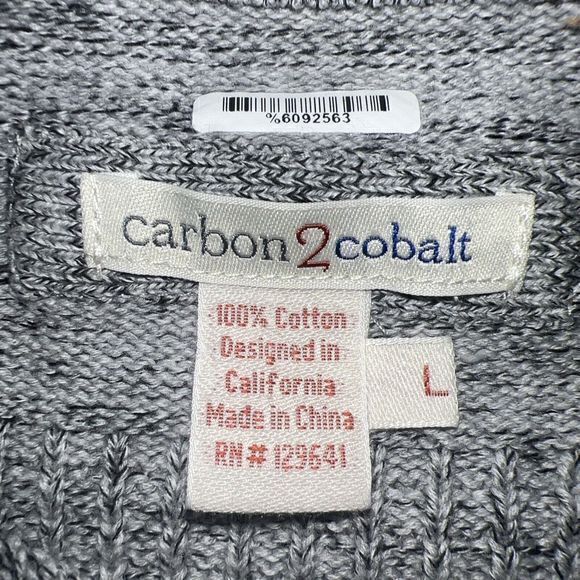 %6092563
carbon2cobalt
100% Cotton
Designed in
California
Made in China
RN# 129641
L